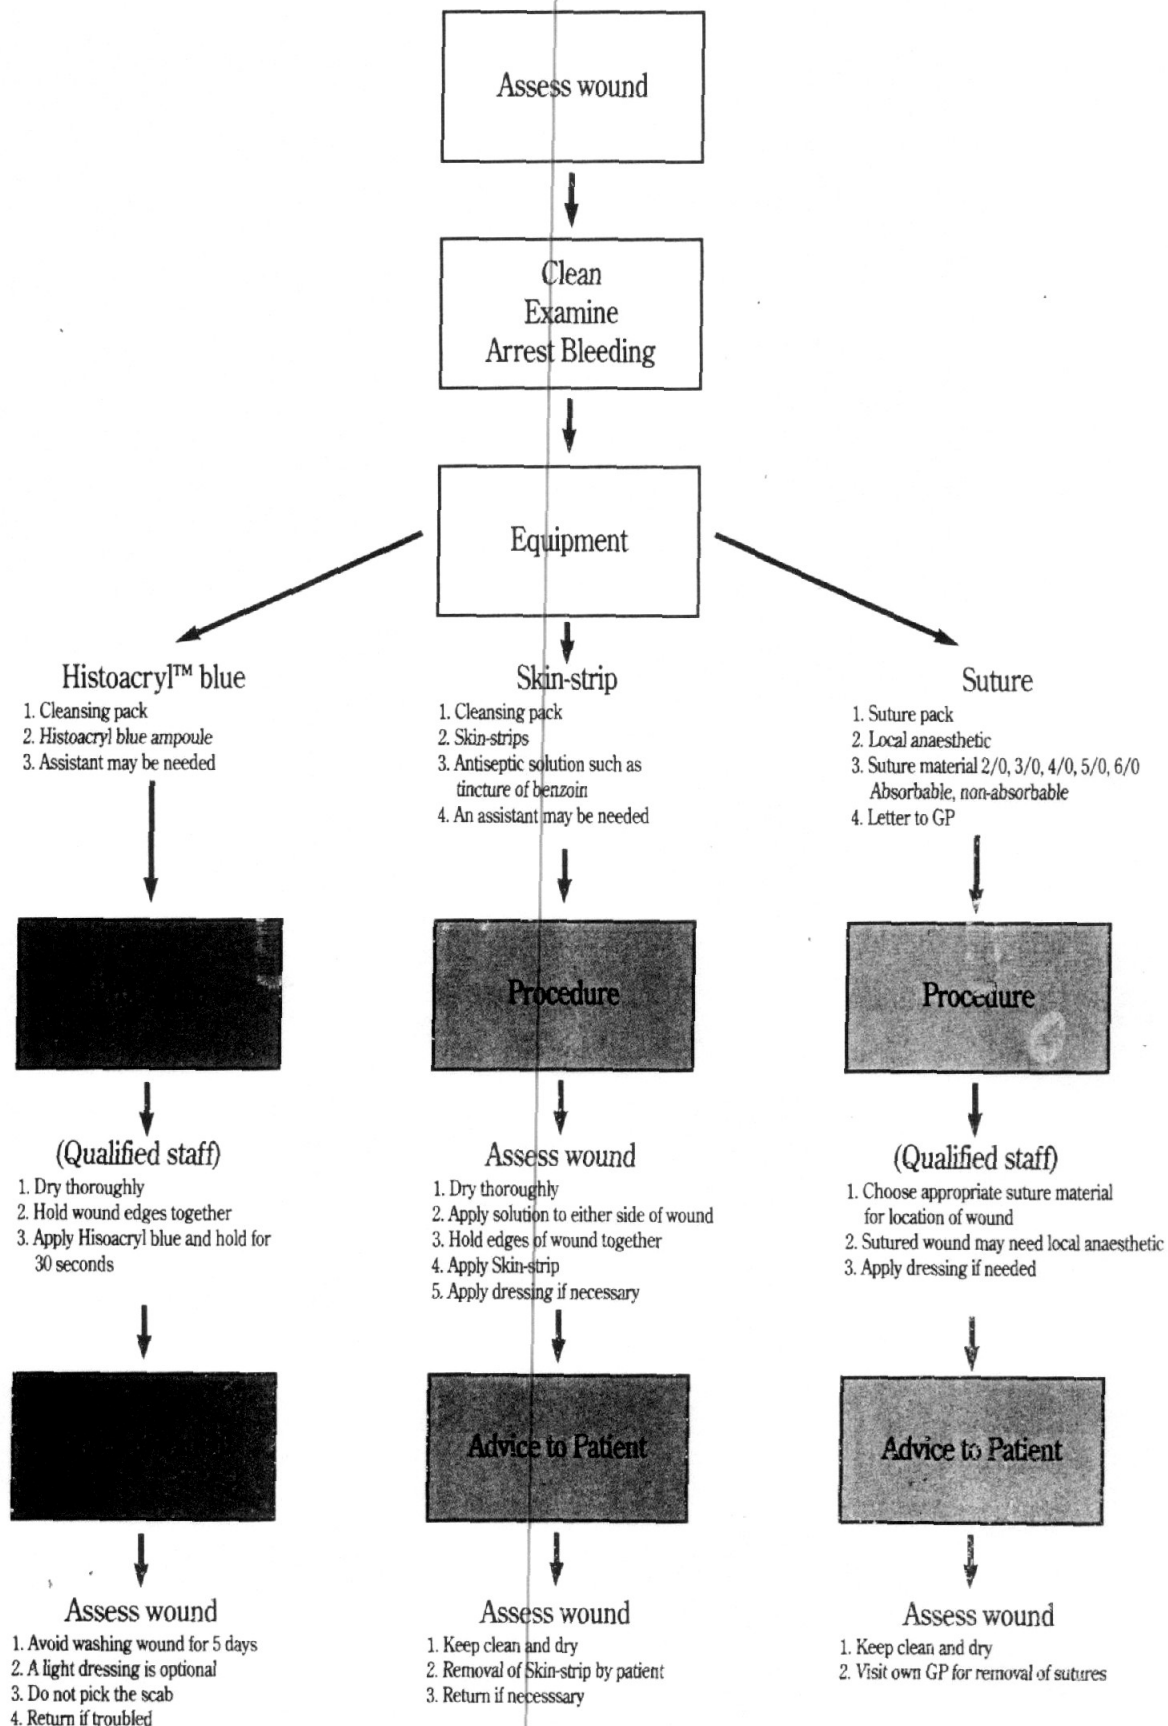 Assess wound
Clean
Examine
Arrest Bleeding
Equipment
Histoacryl™ blue
1. Cleansing pack
2. Histoacryl blue ampoule
3. Assistant may be needed
Skin-strip
1. Cleansing pack
2. Skin-strips
3. Antiseptic solution such as
tincture of benzoin
4. An assistant may be needed
Suture
1. Suture pack
2. Local anaesthetic
3. Suture material 2/0, 3/0, 4/0, 5/0, 6/0
Absorbable, non-absorbable
4. Letter to GP
Procedure
Procedure
(Qualified staff)
1. Dry thoroughly
2. Hold wound edges together
3. Apply Hisoacryl blue and hold for
30 seconds
Assess wound
1. Dry thoroughly
2. Apply solution to either side of wound
3. Hold edges of wound together
4. Apply Skin-strip
5. Apply dressing if necessary
(Qualified staff)
1. Choose appropriate suture material
for location of wound
2. Sutured wound may need local anaesthetic
3. Apply dressing if needed
Advice to Patient
Advice to Patient
Assess wound
1. Avoid washing wound for 5 days
2. A light dressing is optional
3. Do not pick the scab
4. Return if troubled
Assess wound
1. Keep clean and dry
2. Removal of Skin-strip by patient
3. Return if necesssary
Assess wound
1. Keep clean and dry
2. Visit own GP for removal of sutures